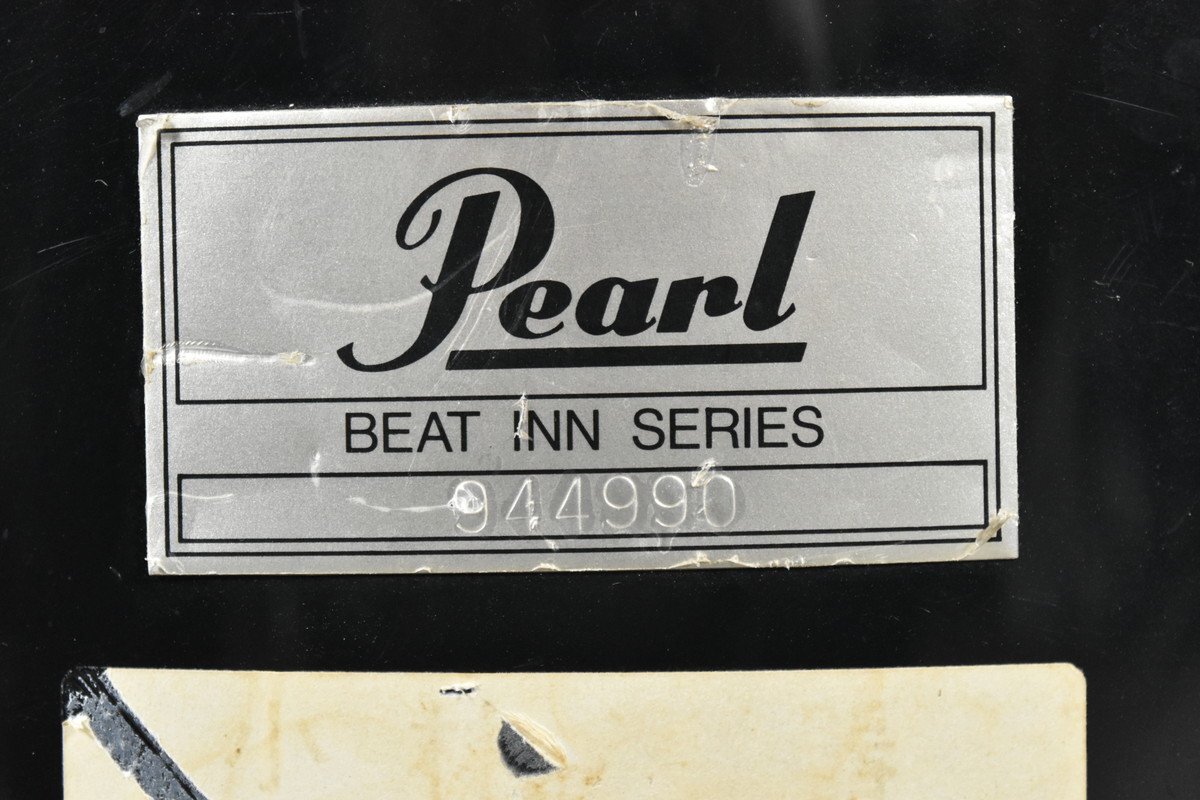 Pearl
BEAT INN SERIES
944990